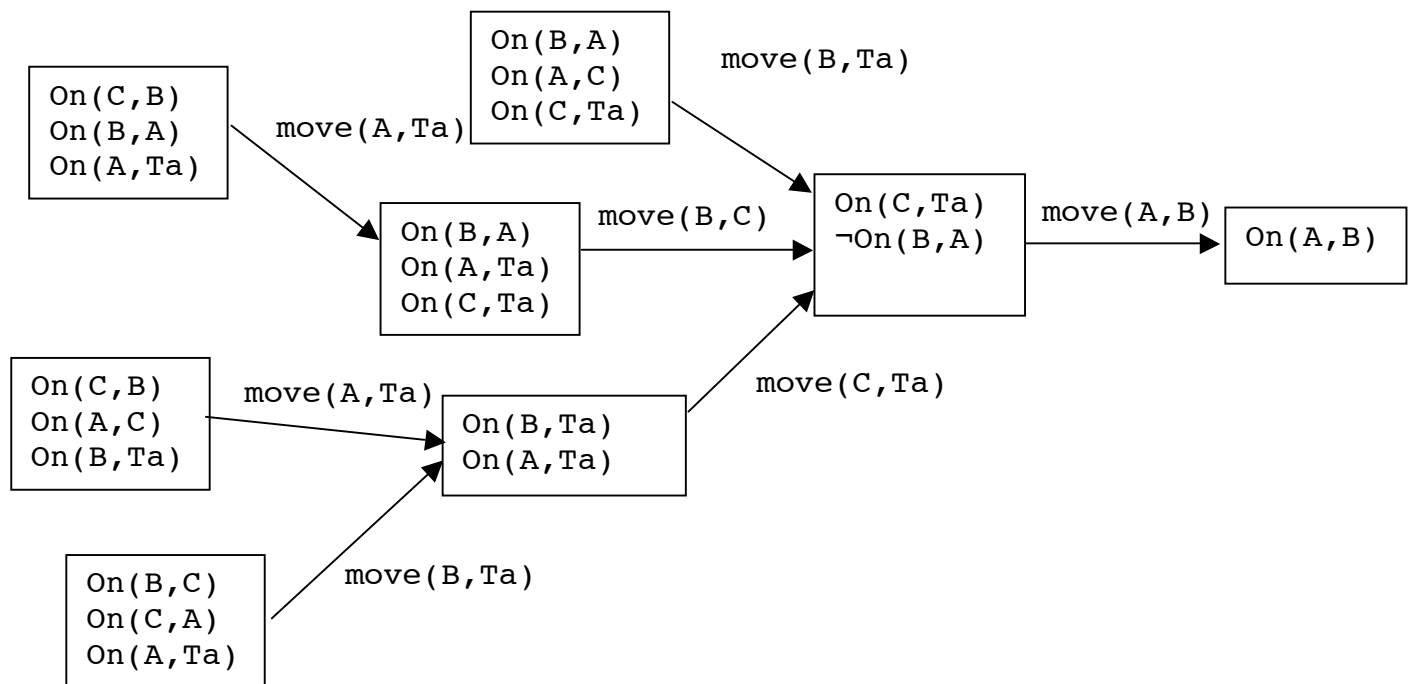 On(B,A)
On(A,C)
On(C,Ta)
move(B,Ta)
On(C,B)
On(B,A)
On(A,Ta)
move(A,Ta)
On(B,A)
On(A,Ta)
On(C,Ta)
move(B,C)
On(C,Ta)
¬On(B,A)
move(A,B)
On(A,B)
On(C,B)
On(A,C)
On(B,Ta)
move(A,Ta)
On(B,Ta)
On(A,Ta)
move(C,Ta)
On(B,C)
On(C,A)
On(A,Ta)
move(B,Ta)